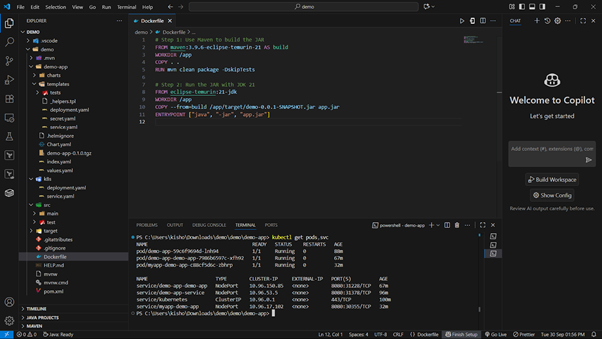 File Edit Selection View Go Run Terminal Help
demo
EXPLORER
DEMO
.vscode
demo
.mvn
demo-app
charts
templates
tests
_helpers.tpl
deployment.yaml
secret.yaml
service.yaml
.helmignore
Chart.yaml
demo-app-0.1.0.tgz
index.yaml
values.yaml
k8s
deployment.yaml
service.yaml
src
main
test
target
.gitattributes
.gitignore
Dockerfile
HELP.md
mvnw
mvnw.cmd
pom.xml
TIMELINE
JAVA PROJECTS
MAVEN
Dockerfile
demo > Dockerfile > ...
1 # Step 1: Use Maven to build the JAR
2 FROM maven:3.9.6-eclipse-temurin-21 AS build
3 WORKDIR /app
4 COPY . .
5 RUN mvn clean package -DskipTests
6
7 # Step 2: Run the JAR with JDK 21
8 FROM eclipse-temurin:21-jdk
9 WORKDIR /app
10 COPY --from=build /app/target/demo-0.0.1-SNAPSHOT.jar app.jar
11 ENTRYPOINT ["java", "-jar", "app.jar"]
12
PROBLEMS OUTPUT DEBUG CONSOLE TERMINAL PORTS
powershell - demo-app
PS C:\Users\kisho\Downloads\demo\demo\demo-app> kubectl get pods,svc
NAME READY STATUS RESTARTS AGE
pod/demo-app-59c6f9694d-lnh94 1/1 Running 0 88m
pod/demo-app-demo-app-7986b6597c-xfh92 1/1 Running 0 67m
pod/myapp-demo-app-c88cf5d6c-zbhrp 1/1 Running 0 32m
NAME TYPE CLUSTER-IP EXTERNAL-IP PORT(S) AGE
service/demo-app-demo-app NodePort 10.96.150.85 <none> 8080:31228/TCP 67m
service/demo-app-service NodePort 10.96.53.5 <none> 8080:31378/TCP 96m
service/kubernetes ClusterIP 10.96.0.1 <none> 443/TCP 100m
service/myapp-demo-app NodePort 10.96.17.102 <none> 8080:30355/TCP 32m
PS C:\Users\kisho\Downloads\demo\demo\demo-app>
CHAT
Welcome to Copilot
Let's get started
Add context (#), extensions (@), com
Build Workspace
Show Config
Review AI output carefully before use.
0 0 Java: Ready
Ln 12, Col 1 Spaces: 4 UTF-8 CRLF Dockerfile Finish Setup Go Live Prettier Tue 30 Sep 01:56 PM